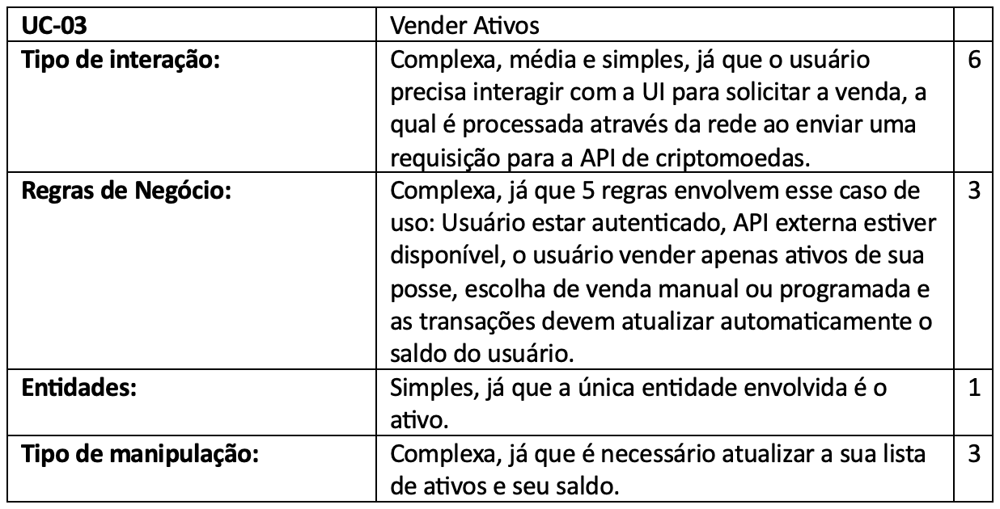 UC-03 Vender Ativos
Tipo de interação: Complexa, média e simples, já que o usuário 6
precisa interagir com a UI para solicitar a venda, a
qual é processada através da rede ao enviar uma
requisição para a API de criptomoedas.
Regras de Negócio: Complexa, já que 5 regras envolvem esse caso de 3
uso: Usuário estar autenticado, API externa estiver
disponível, o usuário vender apenas ativos de sua
posse, escolha de venda manual ou programada e
as transações devem atualizar automaticamente o
saldo do usuário.
Entidades: Simples, já que a única entidade envolvida é o 1
ativo.
Tipo de manipulação: Complexa, já que é necessário atualizar a sua lista 3
de ativos e seu saldo.